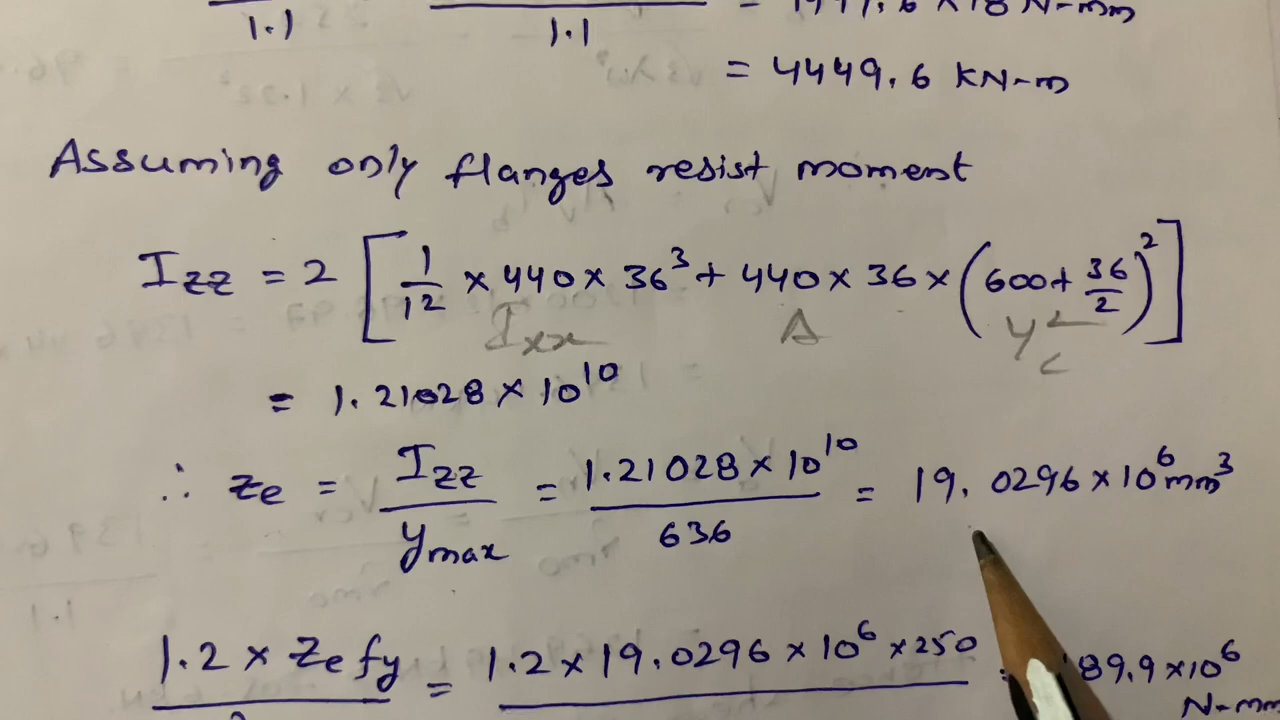 1.1 1.1
= 4449.6 KN-m
Assuming only flanges resist moment
Izz = 2 [ 1/12 × 440 × 36³ + 440 × 36 × (600 + 36/2)² ]
Ixx A y²
= 1.21028 × 10¹⁰
∴ Ze = Izz / ymax = 1.21028 × 10¹⁰ / 636 = 19.0296 × 10⁶ mm³
1.2 × Ze fy = 1.2 × 19.0296 × 10⁶ × 250 89.9 × 10⁶
N-mm